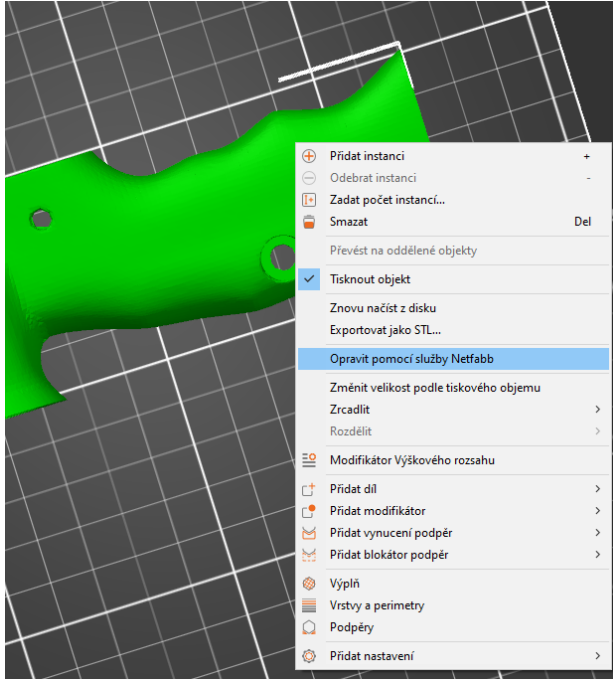 Přidat instanci +
Odebrat instanci -
Zadat počet instancí...
Smazat Del
Převést na oddělené objekty
Tisknout objekt
Znovu načíst z disku
Exportovat jako STL...
Opravit pomocí služby Netfabb
Změnit velikost podle tiskového objemu
Zrcadlit
Rozdělit
Modifikátor Výškového rozsahu
Přidat díl
Přidat modifikátor
Přidat vynucení podpěr
Přidat blokátor podpěr
Výplň
Vrstvy a perimetry
Podpěry
Přidat nastavení